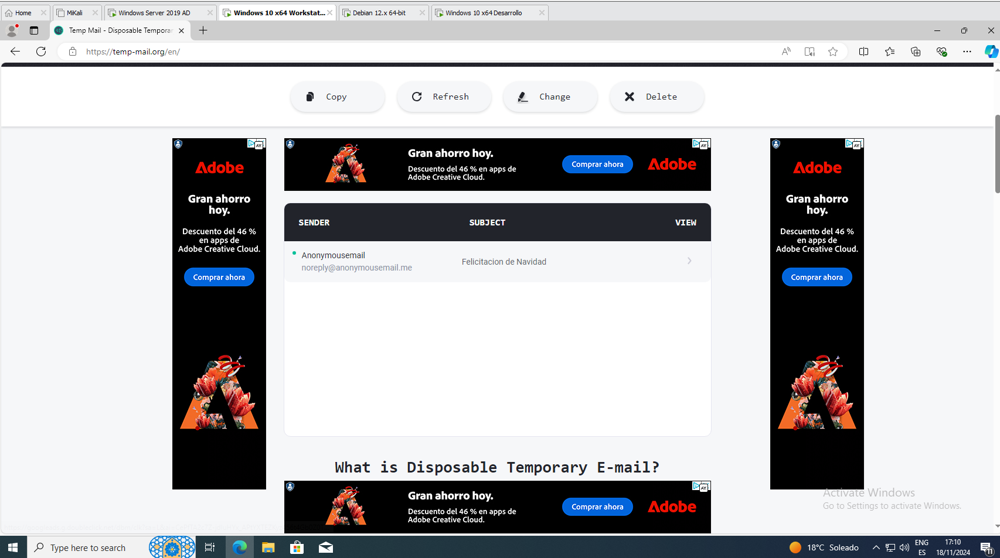 Home
MiKali
Windows Server 2019 AD
Windows 10 x64 Workstat...
Debian 12.x 64-bit
Windows 10 x64 Desarrollo
Temp Mail - Disposable Temporar
https://temp-mail.org/en/
Copy
Refresh
Change
Delete
Adobe
Gran ahorro
hoy.
Descuento del 46 %
en apps de
Adobe Creative Cloud.
Comprar ahora
AY
Gran ahorro hoy.
Descuento del 46 % en apps de
Adobe Creative Cloud.
Comprar ahora
Adobe
AY
Adobe
Gran ahorro
hoy.
Descuento del 46 %
en apps de
Adobe Creative Cloud.
Comprar ahora
AY
SENDER SUBJECT VIEW
Anonymousemail
noreply@anonymousemail.me
Felicitacion de Navidad
What is Disposable Temporary E-mail?
Gran ahorro hoy.
Descuento del 46 % en apps de
Adobe Creative Cloud.
Comprar ahora
Adobe
AY
Activate Windows
Go to Settings to activate Windows.
Type here to search
18°C Soleado
ENG
ES
17:10
18/11/2024
11